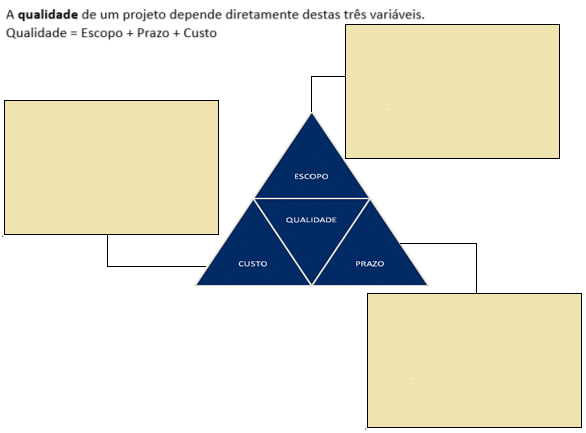 A qualidade de um projeto depende diretamente destas três variáveis.
Qualidade = Escopo + Prazo + Custo
ESCOPO
QUALIDADE
CUSTO
PRAZO